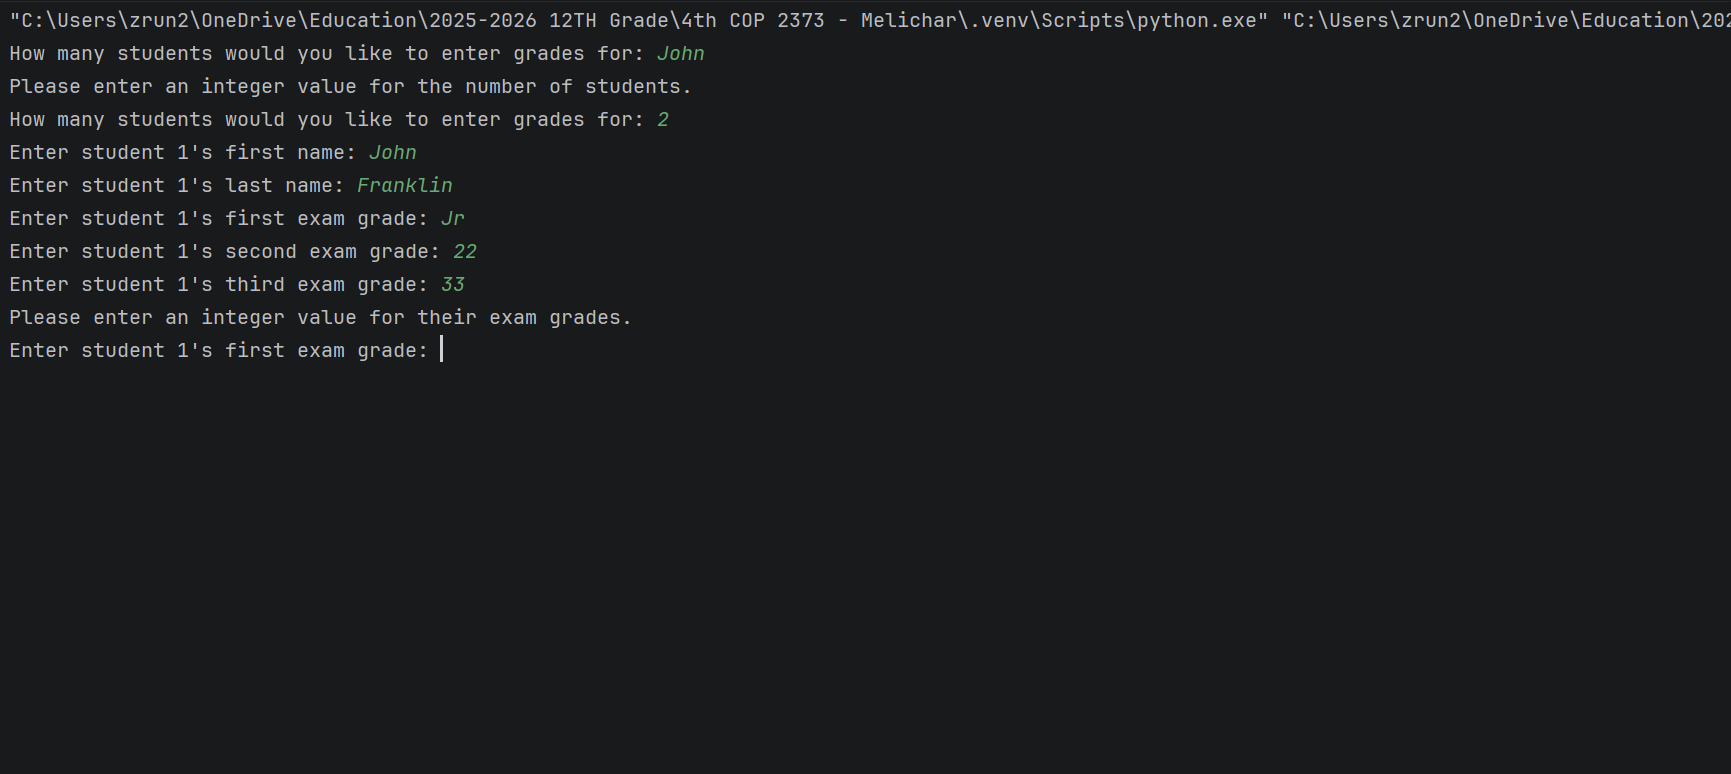 "C:\Users\zrun2\OneDrive\Education\2025-2026 12TH Grade\4th COP 2373 - Melichar\.venv\Scripts\python.exe" "C:\Users\zrun2\OneDrive\Education\202
How many students would you like to enter grades for: John
Please enter an integer value for the number of students.
How many students would you like to enter grades for: 2
Enter student 1's first name: John
Enter student 1's last name: Franklin
Enter student 1's first exam grade: Jr
Enter student 1's second exam grade: 22
Enter student 1's third exam grade: 33
Please enter an integer value for their exam grades.
Enter student 1's first exam grade: